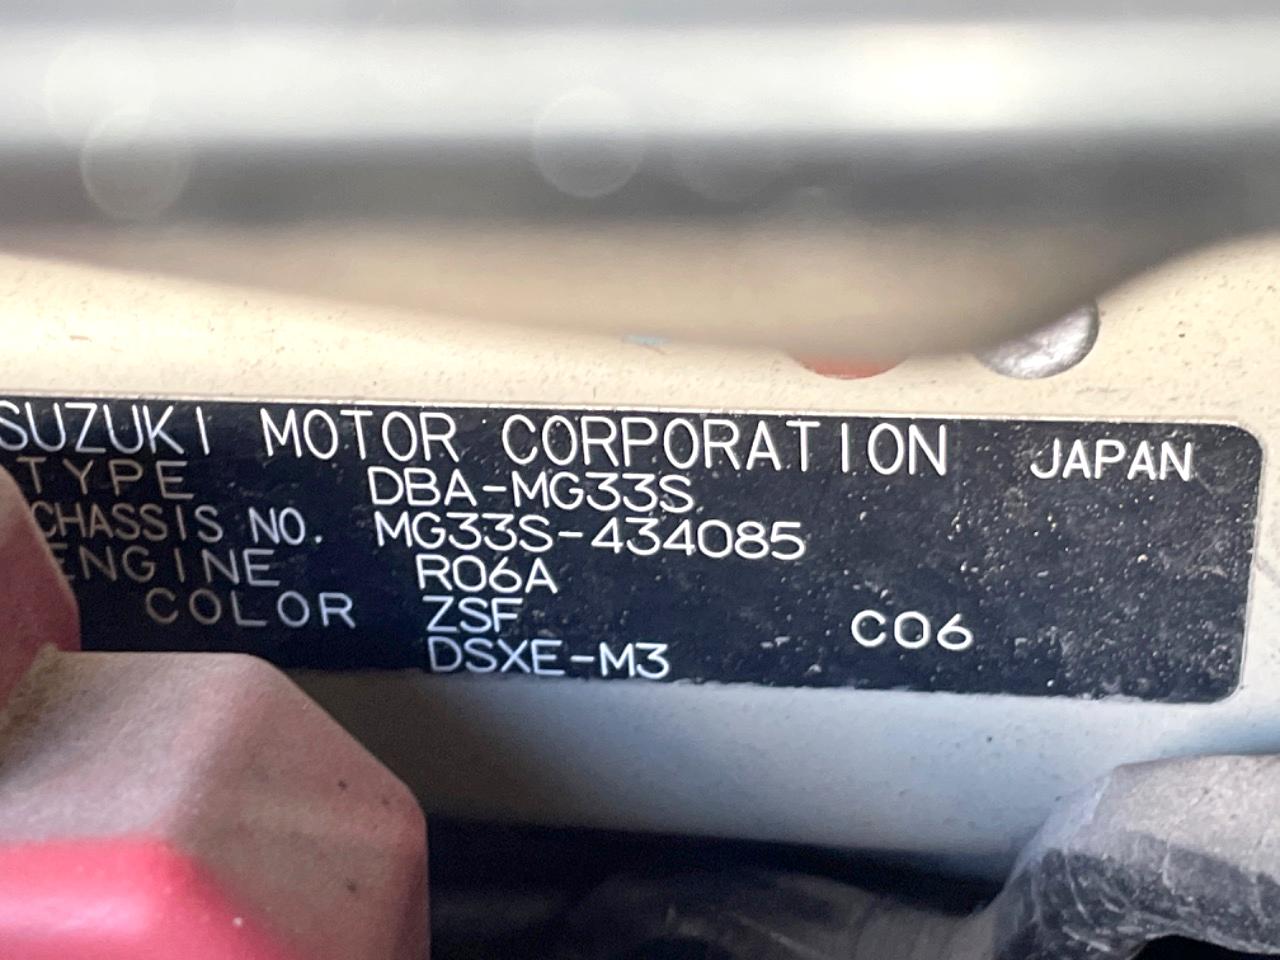 SUZUKI MOTOR CORPORATION JAPAN
TYPE DBA-MG33S
CHASSIS NO. MG33S-434085
ENGINE R06A
COLOR ZSF C06
DSXE-M3